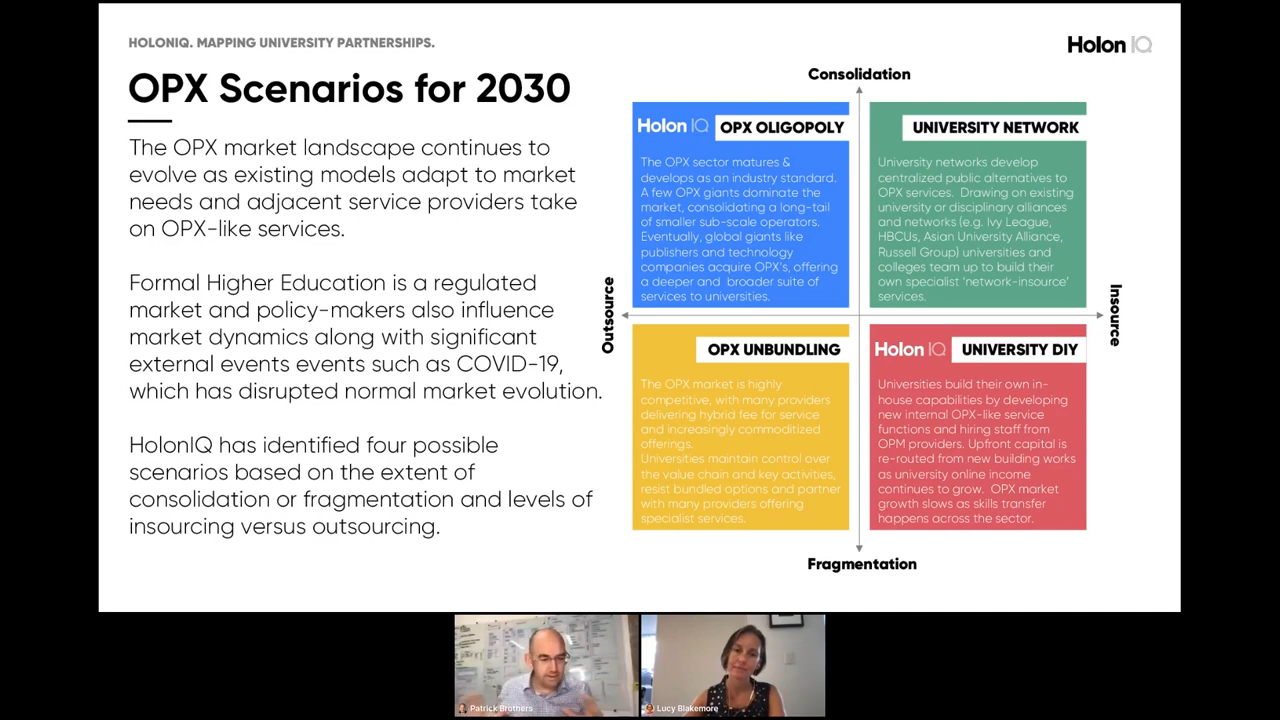 HOLONIQ. MAPPING UNIVERSITY PARTNERSHIPS.
Holon IQ
OPX Scenarios for 2030
The OPX market landscape continues to
evolve as existing models adapt to market
needs and adjacent service providers take
on OPX-like services.
Formal Higher Education is a regulated
market and policy-makers also influence
market dynamics along with significant
external events events such as COVID-19,
which has disrupted normal market evolution.
HolonIQ has identified four possible
scenarios based on the extent of
consolidation or fragmentation and levels of
insourcing versus outsourcing.
Consolidation
Outsource
Insource
Fragmentation
Holon IQ
OPX OLIGOPOLY
The OPX sector matures &
develops as an industry standard.
A few OPX giants dominate the
market, consolidating a long-tail
of smaller sub-scale operators.
Eventually, global giants like
publishers and technology
companies acquire OPX's, offering
a deeper and broader suite of
services to universities.
UNIVERSITY NETWORK
University networks develop
centralized public alternatives to
OPX services. Drawing on existing
university or disciplinary alliances
and networks (e.g. Ivy League,
HBCUs, Asian University Alliance,
Russell Group) universities and
colleges team up to build their
own specialist 'network-insource'
services.
OPX UNBUNDLING
The OPX market is highly
competitive, with many providers
delivering hybrid fee for service
and increasingly commoditized
offerings.
Universities maintain control over
the value chain and key activities,
resist bundled options and partner
with many providers offering
specialist services.
Holon IQ
UNIVERSITY DIY
Universities build their own in-
house capabilities by developing
new internal OPX-like service
functions and hiring staff from
OPM providers. Upfront capital is
re-routed from new building works
as university online income
continues to grow. OPX market
growth slows as skills transfer
happens across the sector.
Patrick Brothers
Lucy Blakemore